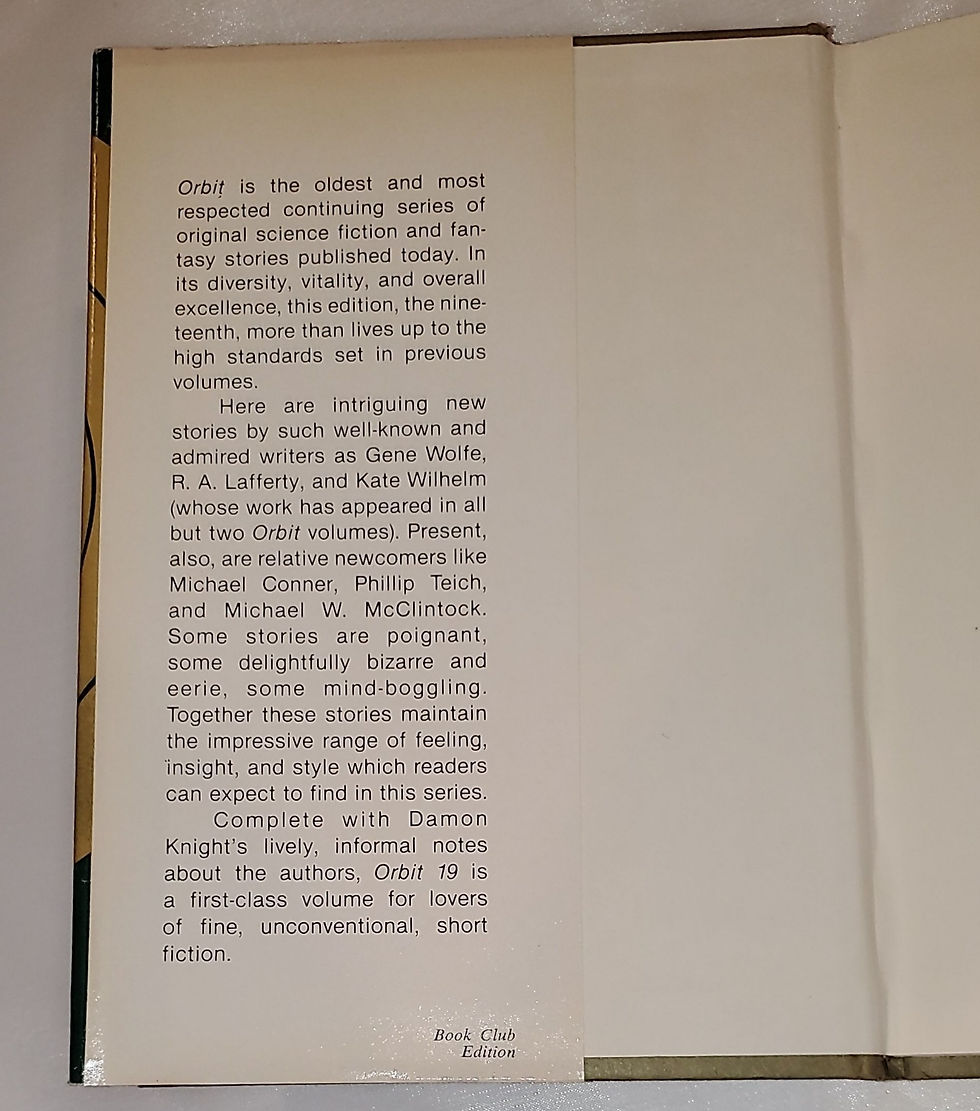 Orbit is the oldest and most
respected continuing series of
original science fiction and fan-
tasy stories published today. In
its diversity, vitality, and overall
excellence, this edition, the nine-
teenth, more than lives up to the
high standards set in previous
volumes.
Here are intriguing new
stories by such well-known and
admired writers as Gene Wolfe,
R. A. Lafferty, and Kate Wilhelm
(whose work has appeared in all
but two Orbit volumes). Present,
also, are relative newcomers like
Michael Conner, Phillip Teich,
and Michael W. McClintock.
Some stories are poignant,
some delightfully bizarre and
eerie, some mind-boggling.
Together these stories maintain
the impressive range of feeling,
insight, and style which readers
can expect to find in this series.
Complete with Damon
Knight's lively, informal notes
about the authors, Orbit 19 is
a first-class volume for lovers
of fine, unconventional, short
fiction.
Book Club
Edition